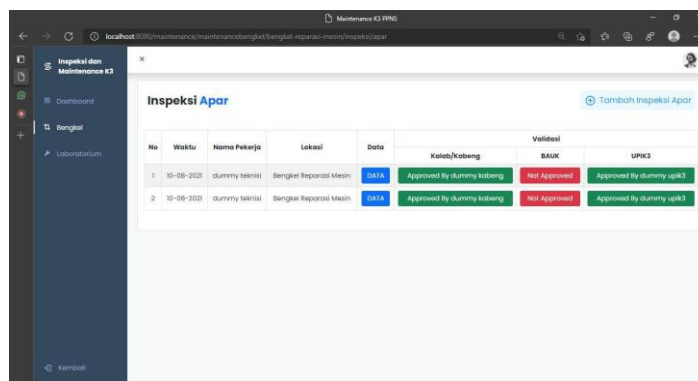 Maintenance K3 PPNS
localhost:8080/maintenance/maintenancebengkel/bengkel-reparasi-mesin/inspeksi/apar
Inspeksi dan
Maintenance K3
Dashboard
Bengkel
Laboratorium
Kembali
Inspeksi Apar
Tambah Inspeksi Apar
No Waktu Nama Pekerja Lokasi Data Validasi
Kalab/Kabeng BAUK UPIK3
1 10-08-2021 dummy teknisi Bengkel Reparasi Mesin DATA Approved By dummy kabeng Not Approved Approved By dummy upik3
2 10-08-2021 dummy teknisi Bengkel Reparasi Mesin DATA Approved By dummy kabeng Not Approved Approved By dummy upik3